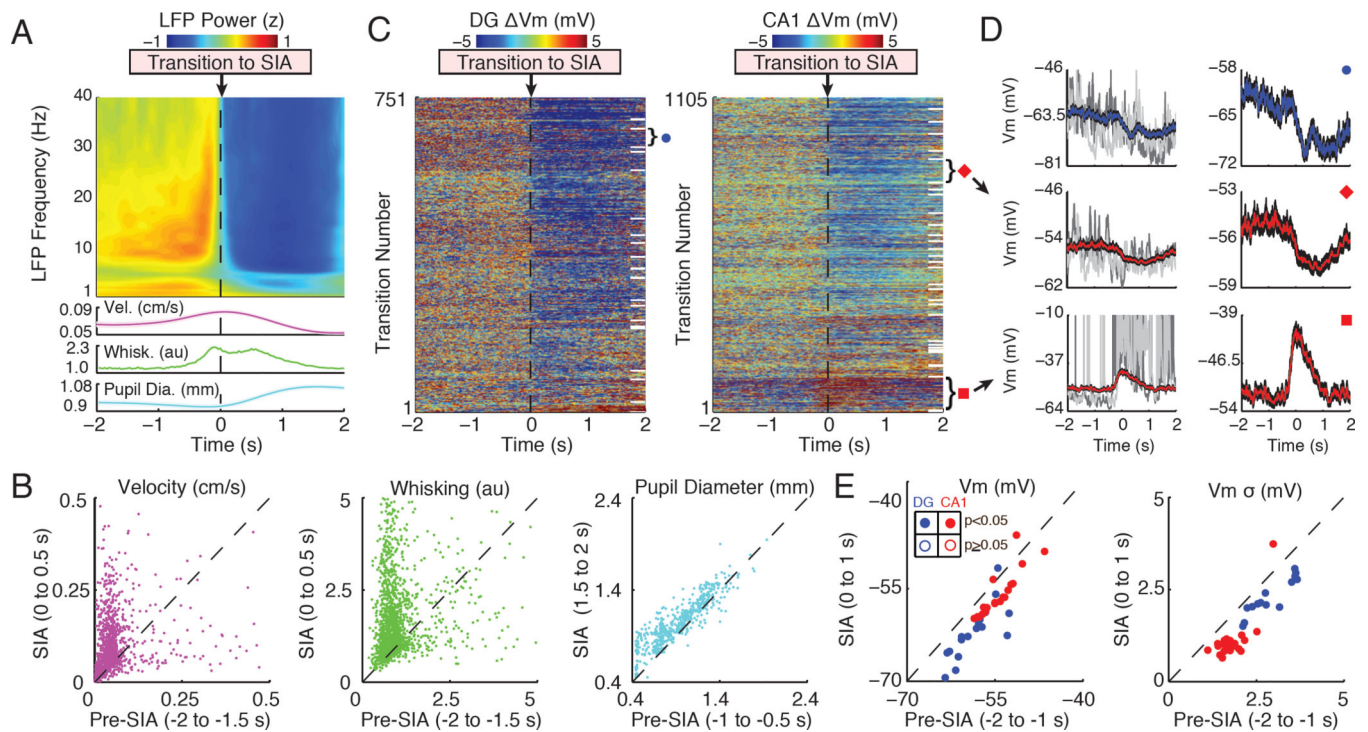 A
LFP Power (z)
−1 1
Transition to SIA
LFP Frequency (Hz)
40
30
20
10
1
Vel. (cm/s)
0.09
0.05
Whisk. (au)
2.3
1.0
Pupil Dia. (mm)
1.08
0.9
−2 −1 0 1 2
Time (s)
C
DG ΔVm (mV)
−5 5
Transition to SIA
751
Transition Number
1
−2 −1 0 1 2
Time (s)
CA1 ΔVm (mV)
−5 5
Transition to SIA
1105
Transition Number
1
−2 −1 0 1 2
Time (s)
D
Vm (mV)
−46
−63.5
−81
−58
−65
−72
Vm (mV)
−46
−54
−62
−53
−56
−59
Vm (mV)
−10
−37
−64
−39
−46.5
−54
−2 −1 0 1 2
Time (s)
−2 −1 0 1 2
Time (s)
B
Velocity (cm/s)
SIA (0 to 0.5 s)
0.5
0.25
0
0 0.25 0.5
Pre-SIA (-2 to -1.5 s)
Whisking (au)
SIA (0 to 0.5 s)
5
2.5
0
0 2.5 5
Pre-SIA (-2 to -1.5 s)
Pupil Diameter (mm)
SIA (1.5 to 2 s)
2.4
1.4
0.4
0.4 1.4 2.4
Pre-SIA (-1 to -0.5 s)
E
Vm (mV)
DG CA1
p<0.05
p≥0.05
SIA (0 to 1 s)
−40
−55
−70
−70 −55 −40
Pre-SIA (-2 to -1 s)
Vm σ (mV)
SIA (0 to 1 s)
5
2.5
0
0 2.5 5
Pre-SIA (-2 to -1 s)